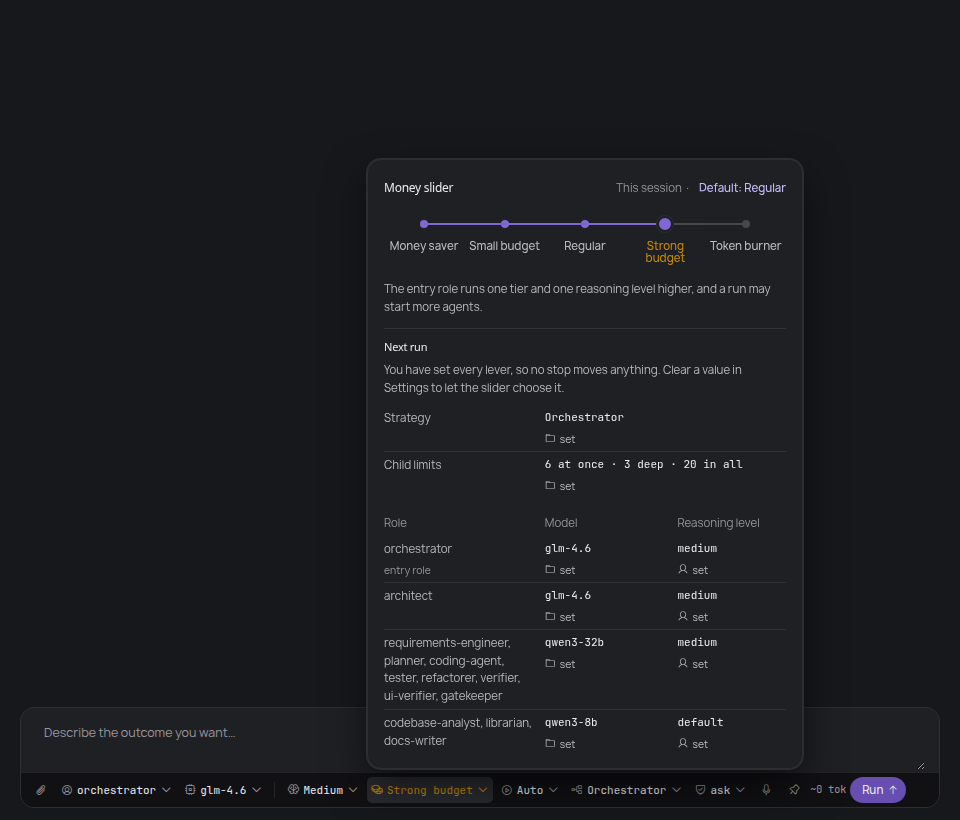 Money slider
This session · Default: Regular
Money saver
Small budget
Regular
Strong
budget
Token burner
The entry role runs one tier and one reasoning level higher, and a run may
start more agents.
Next run
You have set every lever, so no stop moves anything. Clear a value in
Settings to let the slider choose it.
Strategy
Orchestrator
set
Child limits
6 at once · 3 deep · 20 in all
set
Role Model Reasoning level
orchestrator glm-4.6 medium
entry role set set
architect glm-4.6 medium
set set
requirements-engineer, qwen3-32b medium
planner, coding-agent, set set
tester, refactorer, verifier,
ui-verifier, gatekeeper
codebase-analyst, librarian, qwen3-8b default
docs-writer set set
Describe the outcome you want…
orchestrator glm-4.6 Medium Strong budget Auto Orchestrator ask ~0 tok Run ↑